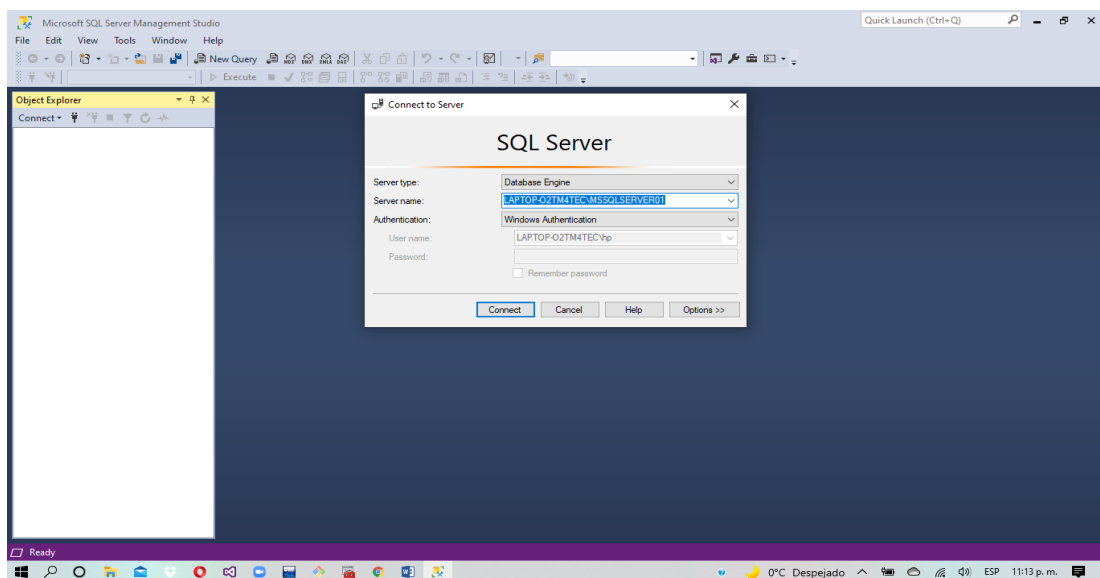 Microsoft SQL Server Management Studio
Quick Launch (Ctrl+Q)
File Edit View Tools Window Help
New Query
Execute
Object Explorer
Connect
Connect to Server
SQL Server
Server type: Database Engine
Server name: LAPTOP-O2TM4TEC\MSSQLSERVER01
Authentication: Windows Authentication
User name: LAPTOP-O2TM4TEC\hp
Password:
Remember password
Connect Cancel Help Options >>
Ready
0°C Despejado ESP 11:13 p. m.